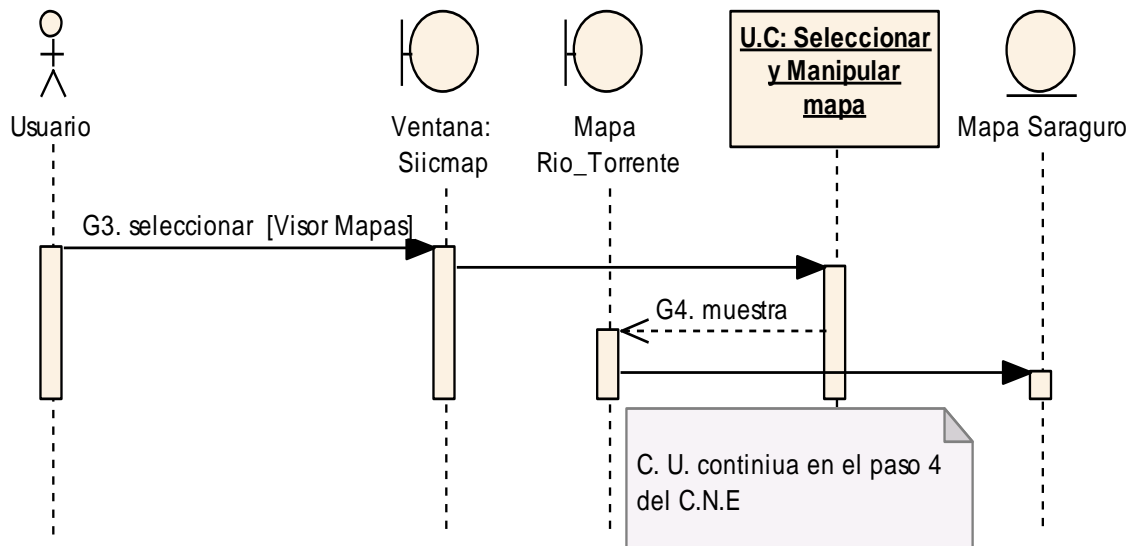 Usuario
Ventana:
Siicmap
Mapa
Rio_Torrente
U.C: Seleccionar
y Manipular
mapa
Mapa Saraguro
G3. seleccionar [Visor Mapas]
G4. muestra
C. U. continiua en el paso 4
del C.N.E